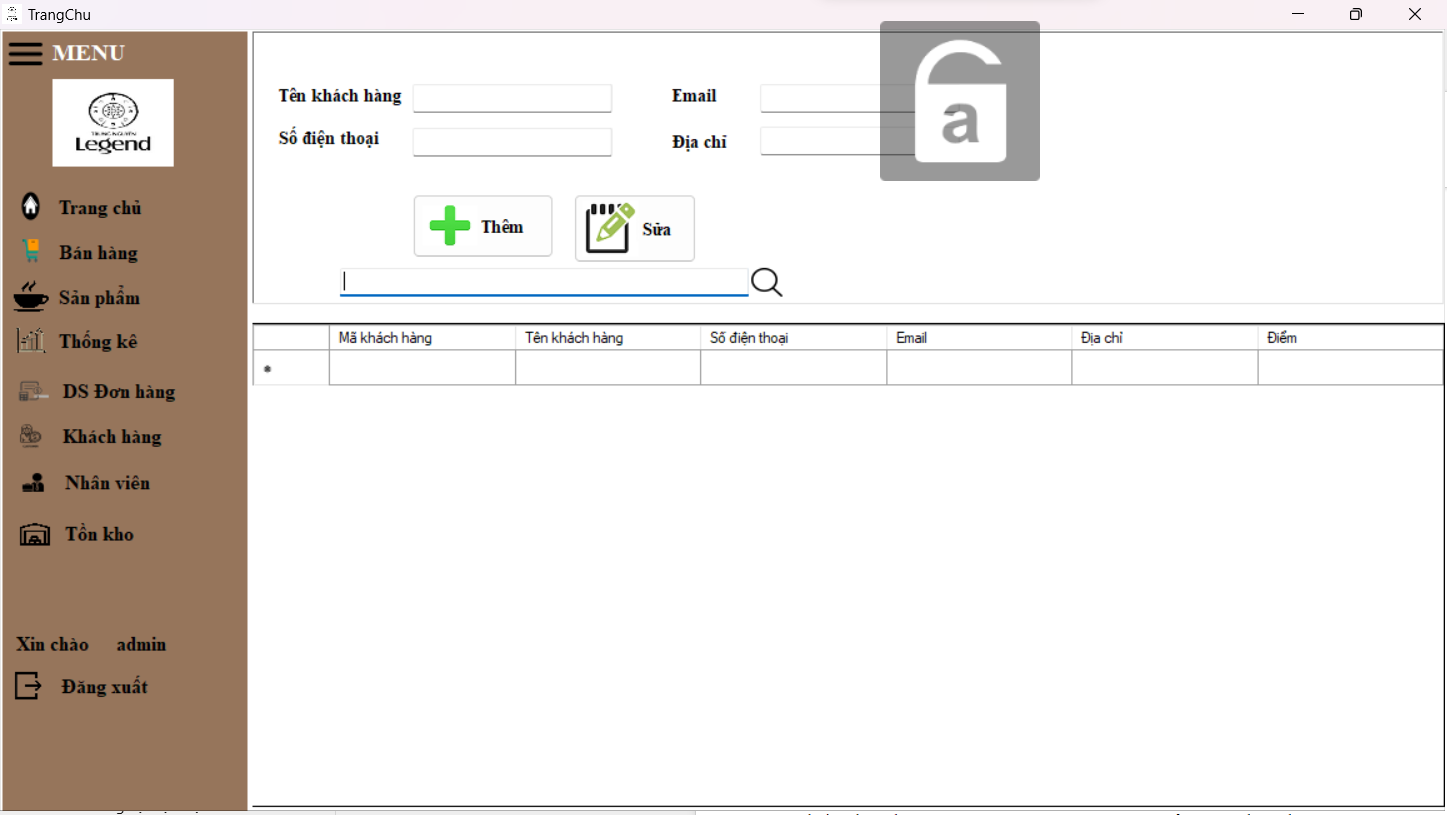 TrangChu
MENU
TRUNG NGUYÊN
Legend
Trang chủ
Bán hàng
Sản phẩm
Thống kê
DS Đơn hàng
Khách hàng
Nhân viên
Tồn kho
Xin chào admin
Đăng xuất
Tên khách hàng
Email
Số điện thoại
Địa chỉ
a
Thêm
Sửa
Mã khách hàng Tên khách hàng Số điện thoại Email Địa chỉ Điểm